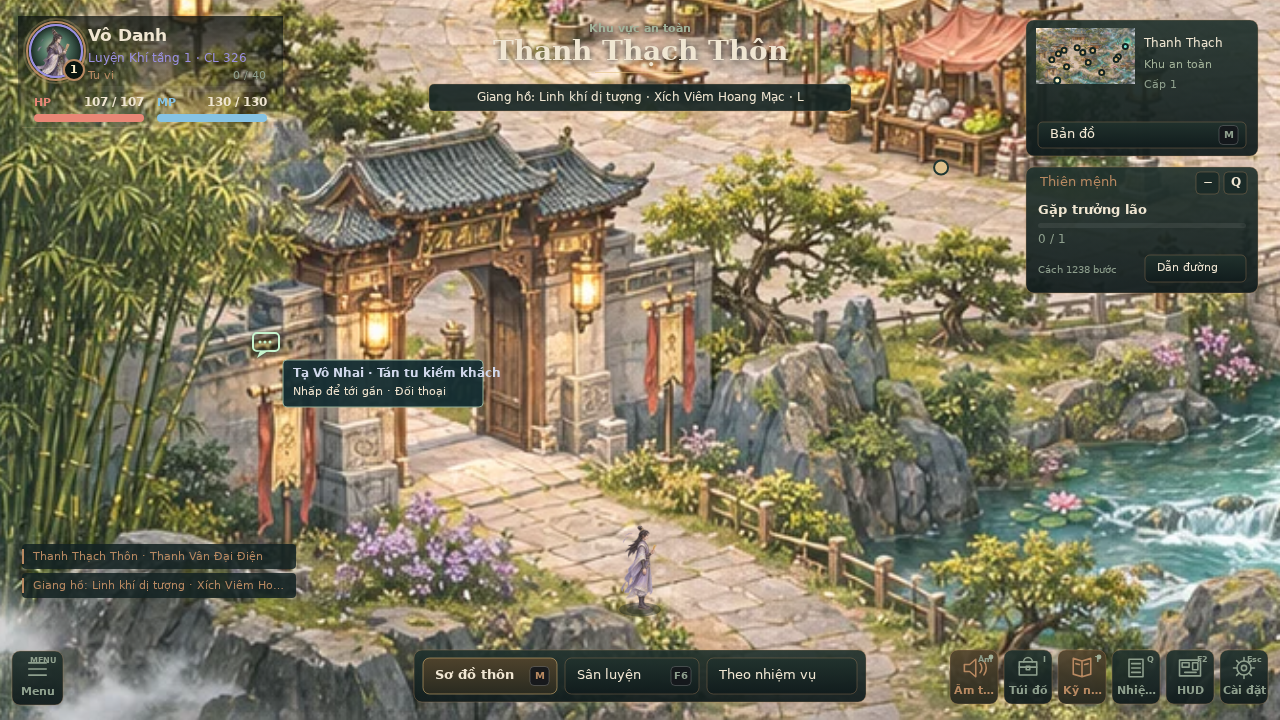 Vô Danh
Luyện Khí tầng 1 · CL 326
1
Tu vi
0 / 40
HP
107 / 107
MP
130 / 130
Khu vực an toàn
Thanh Thạch Thôn
Giang hồ: Linh khí dị tượng · Xích Viêm Hoang Mạc · L
Thanh Thạch
Khu an toàn
Cấp 1
Bản đồ
M
Thiên mệnh
–
Q
Gặp trưởng lão
0 / 1
Cách 1238 bước
Dẫn đường
Tạ Vô Nhai · Tán tu kiếm khách
Nhấp để tới gần · Đối thoại
Thanh Thạch Thôn · Thanh Vân Đại Điện
Giang hồ: Linh khí dị tượng · Xích Viêm Ho...
MENU
Menu
Sơ đồ thôn
M
Sân luyện
F6
Theo nhiệm vụ
Âm
Âm t...
I
Túi đồ
Kỹ n...
Q
Nhiệ...
F2
HUD
Esc
Cài đặt